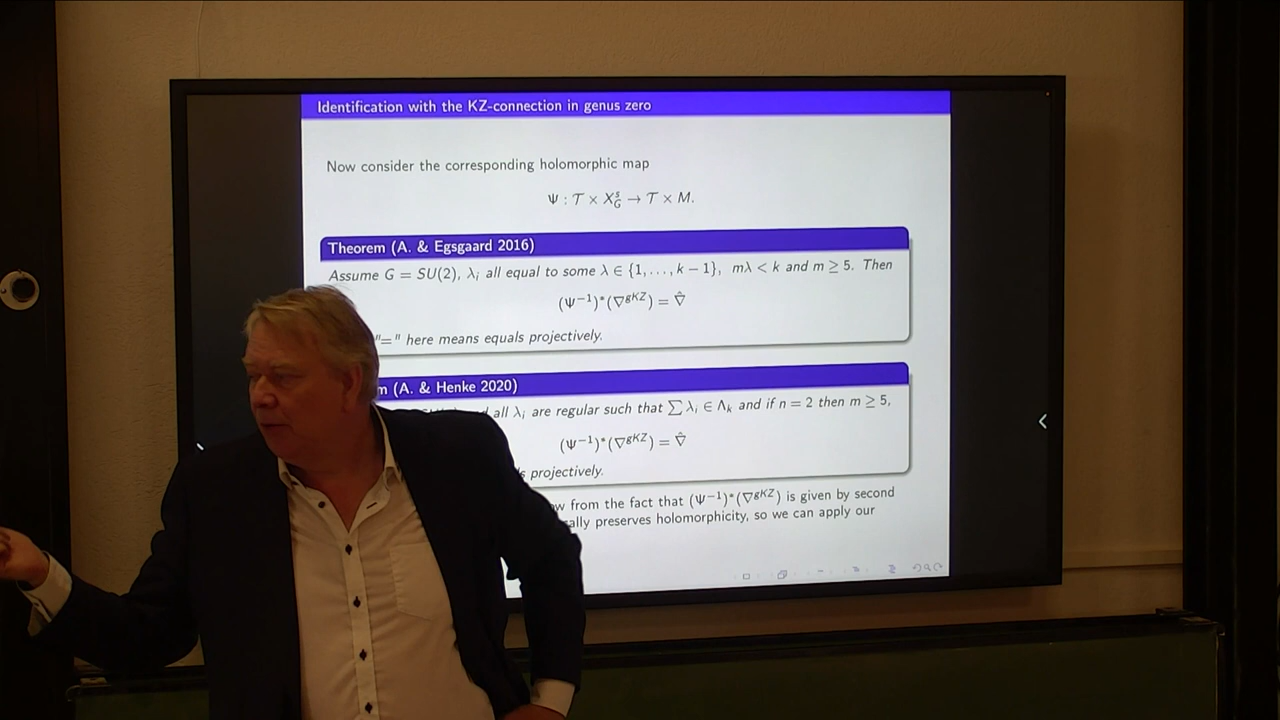 Identification with the KZ-connection in genus zero
Now consider the corresponding holomorphic map
Ψ : 𝒯 × X_G^s → 𝒯 × M.
Theorem (A. & Egsgaard 2016)
Assume G = SU(2), λ_i all equal to some λ ∈ {1, . . . , k − 1}, mλ < k and m ≥ 5. Then
(Ψ⁻¹)*(∇^{gKZ}) = ∇̂
"=" here means equals projectively.
m (A. & Henke 2020)
all λ_i are regular such that ∑ λ_i ∈ Λ_k and if n = 2 then m ≥ 5,
(Ψ⁻¹)*(∇^{gKZ}) = ∇̂
projectively.
from the fact that (Ψ⁻¹)*(∇^{gKZ}) is given by second
preserves holomorphicity, so we can apply our